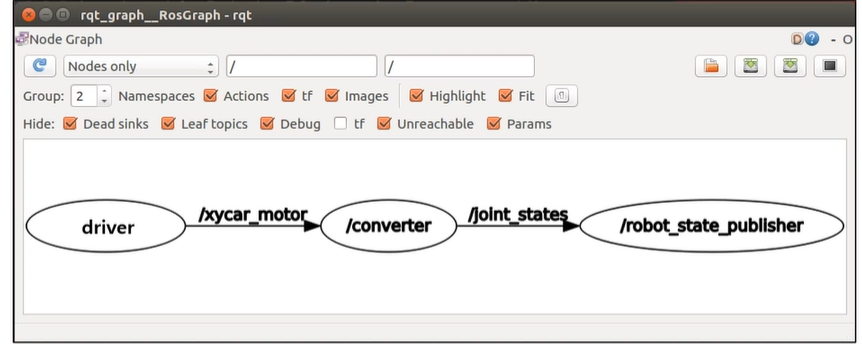 rqt_graph__RosGraph - rqt
Node Graph
D ? - O
Nodes only / /
Group: 2 Namespaces Actions tf Images Highlight Fit
Hide: Dead sinks Leaf topics Debug tf Unreachable Params
driver /xycar_motor /converter /joint_states /robot_state_publisher